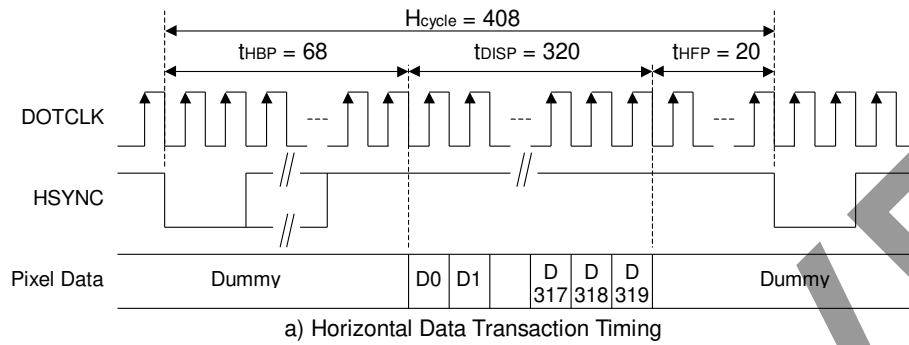 Hcycle = 408
tHBP = 68 tDISP = 320 tHFP = 20
DOTCLK
HSYNC
Pixel Data Dummy D0 D1 D 317 D 318 D 319 Dummy
a) Horizontal Data Transaction Timing